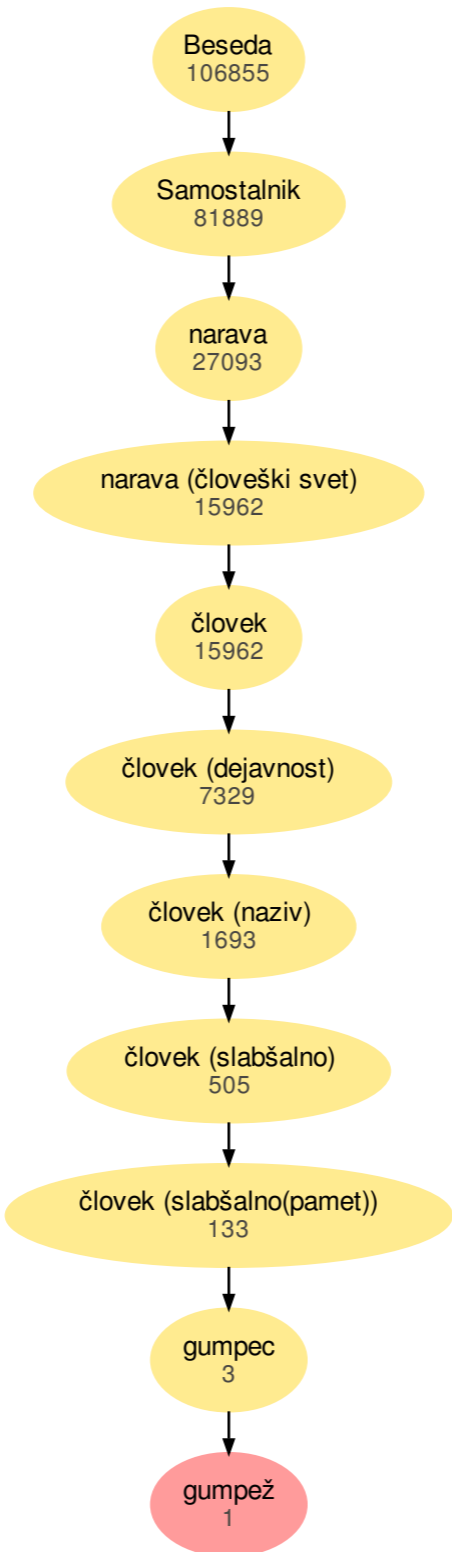 Beseda
106855
Samostalnik
81889
narava
27093
narava (človeški svet)
15962
človek
15962
človek (dejavnost)
7329
človek (naziv)
1693
človek (slabšalno)
505
človek (slabšalno(pamet))
133
gumpec
3
gumpež
1